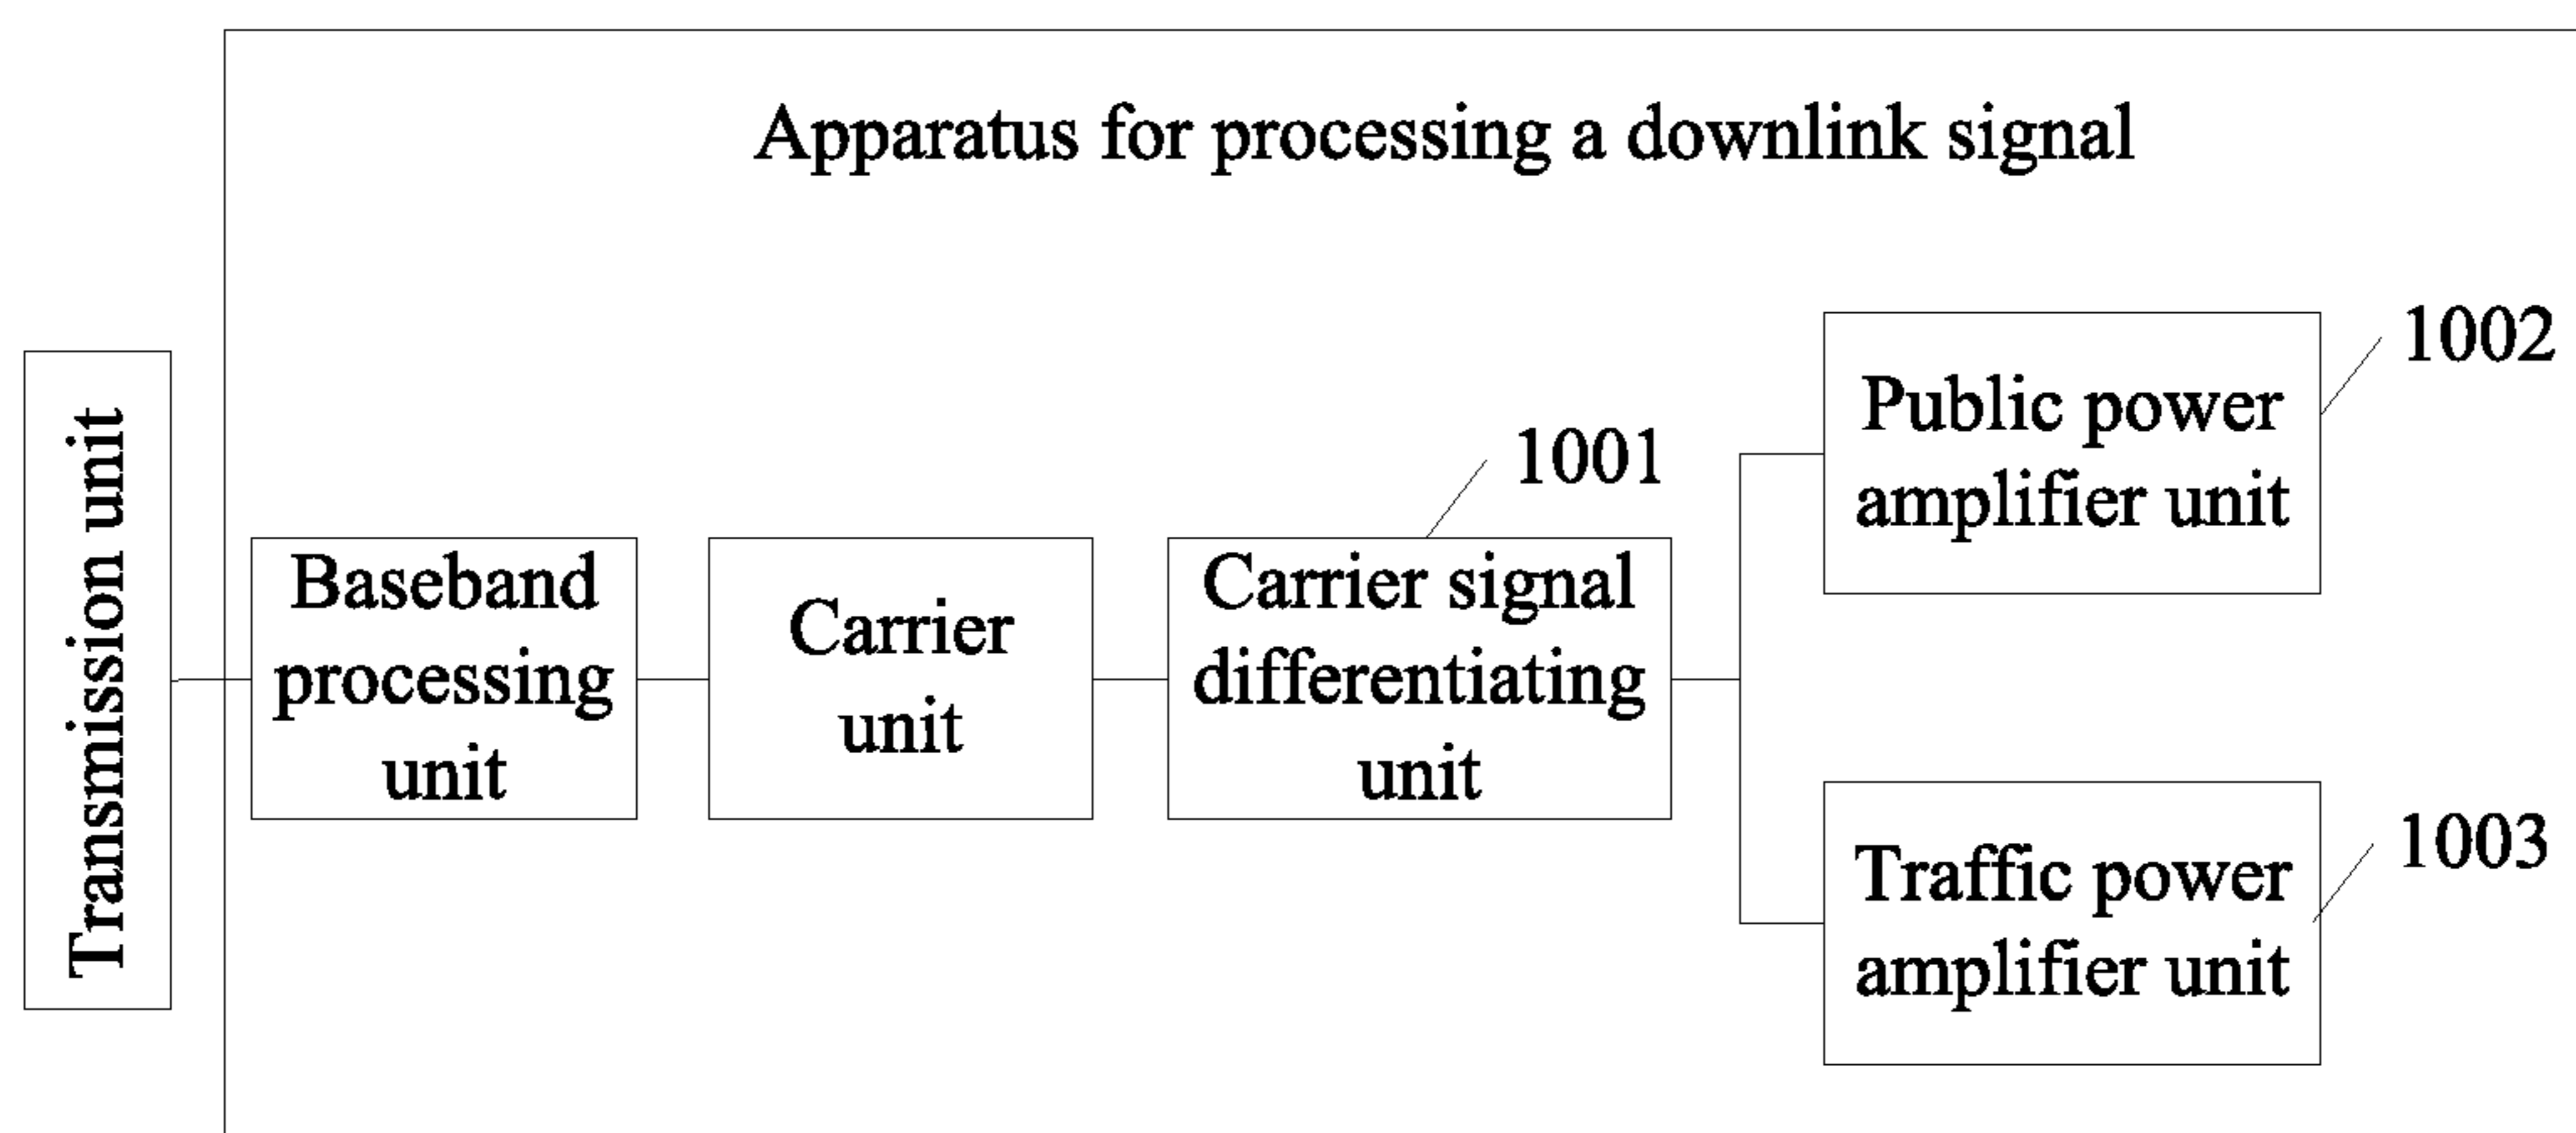 Apparatus for processing a downlink signal
Transmission unit
Baseband
processing
unit
Carrier
unit
1001
Carrier signal
differentiating
unit
1002
Public power
amplifier unit
1003
Traffic power
amplifier unit